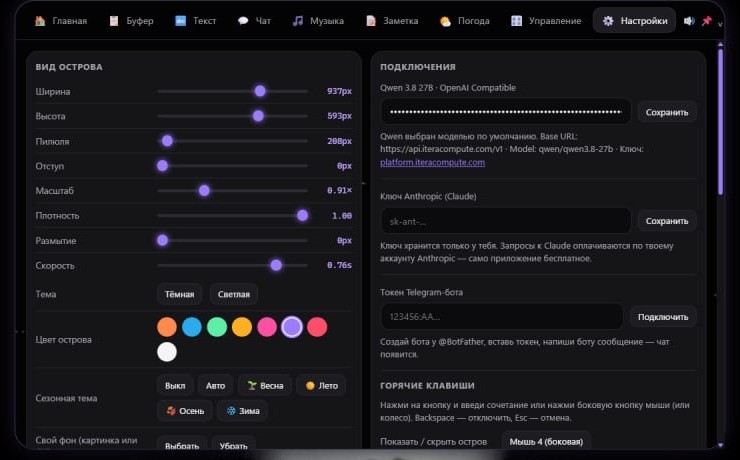 Главная Буфер Текст Чат Музыка Заметка Погода Управление Настройки
ВИД ОСТРОВА
Ширина 937px
Высота 593px
Пилюля 208px
Отступ 0px
Масштаб 0.91×
Плотность 1.00
Размытие 0px
Скорость 0.76s
Тема Тёмная Светлая
Цвет острова
Сезонная тема Выкл Авто Весна Лето
Осень Зима
Свой фон (картинка или
Выбрать Убрать
ПОДКЛЮЧЕНИЯ
Qwen 3.8 27B · OpenAI Compatible
Сохранить
Qwen выбран моделью по умолчанию. Base URL:
https://api.iteracompute.com/v1 · Model: qwen/qwen3.8-27b · Ключ:
platform.iteracompute.com
Ключ Anthropic (Claude)
sk-ant-... Сохранить
Ключ хранится только у тебя. Запросы к Claude оплачиваются по твоему
аккаунту Anthropic — само приложение бесплатное.
Токен Telegram-бота
123456:AA... Подключить
Создай бота у @BotFather, вставь токен, напиши боту сообщение — чат
появится.
ГОРЯЧИЕ КЛАВИШИ
Нажми на кнопку и введи сочетание или нажми боковую кнопку мыши (или
колесо). Backspace — отключить, Esc — отмена.
Показать / скрыть остров Мышь 4 (боковая)